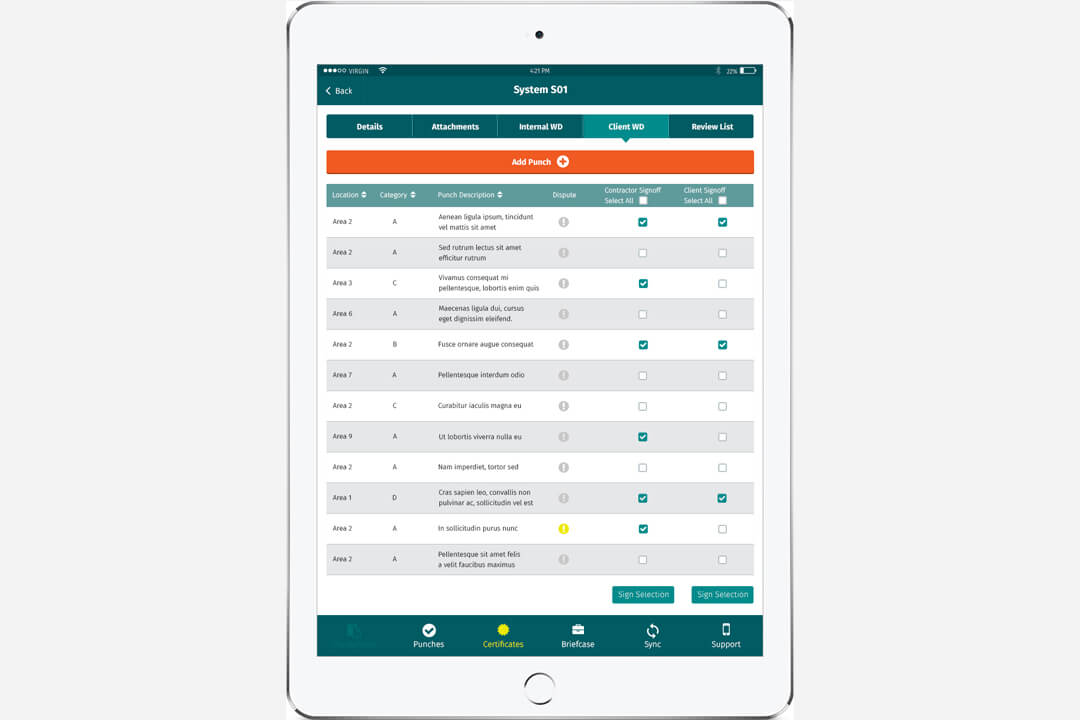 VIRGIN
4:21 PM
22%
Back
System S01
Details Attachments Internal WD Client WD Review List
Add Punch
Location Category Punch Description Dispute Contractor Signoff Client Signoff
Select All Select All
Area 2 A Aenean ligula ipsum, tincidunt
vel mattis sit amet
Area 2 A Sed rutrum lectus sit amet
efficitur rutrum
Area 3 C Vivamus consequat mi
pellentesque, lobortis enim quis
Area 6 A Maecenas ligula dui, cursus
eget dignissim eleifend.
Area 2 B Fusce ornare augue consequat
Area 7 A Pellentesque interdum odio
Area 2 C Curabitur iaculis magna eu
Area 9 A Ut lobortis viverra nulla eu
Area 2 A Nam imperdiet, tortor sed
Area 1 D Cras sapien leo, convallis non
pulvinar ac, sollicitudin vel est
Area 2 A In sollicitudin purus nunc
Area 2 A Pellentesque sit amet felis
a velit faucibus maximus
Sign Selection Sign Selection
Punches Certificates Briefcase Sync Support